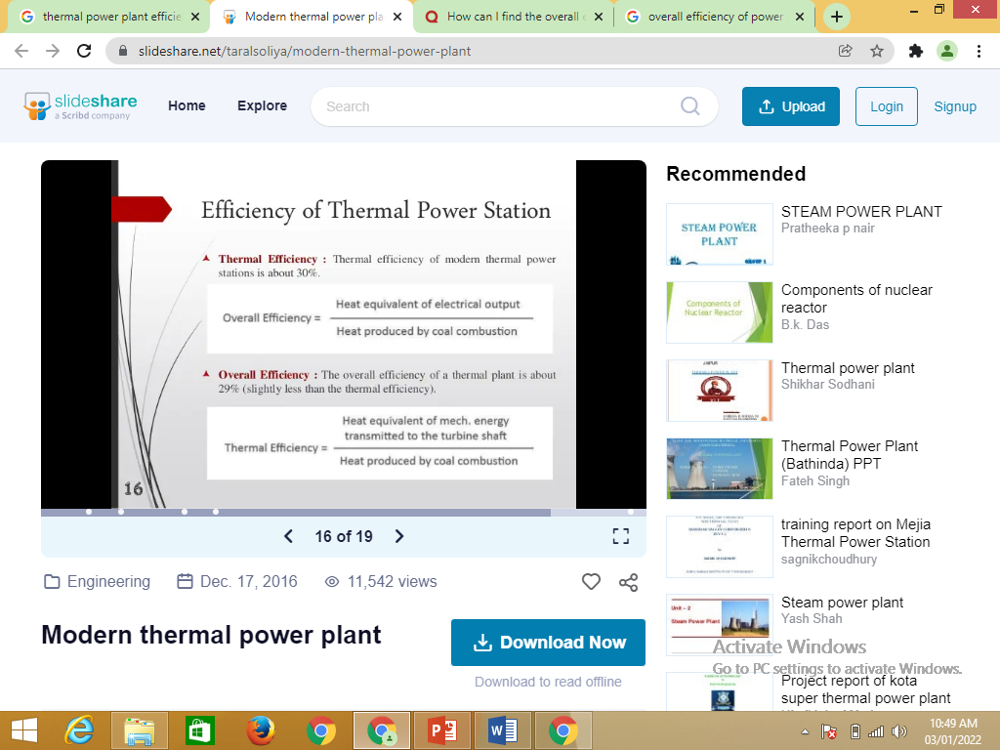 thermal power plant efficie
Modern thermal power pla
How can I find the overall e
overall efficiency of power
slideshare.net/taralsoliya/modern-thermal-power-plant
slideshare
a Scribd company
Home
Explore
Search
Upload
Login
Signup
Efficiency of Thermal Power Station
Thermal Efficiency : Thermal efficiency of modern thermal power
stations is about 30%.
Overall Efficiency =
Heat equivalent of electrical output
Heat produced by coal combustion
Overall Efficiency : The overall efficiency of a thermal plant is about
29% (slightly less than the thermal efficiency).
Thermal Efficiency =
Heat equivalent of mech. energy
transmitted to the turbine shaft
Heat produced by coal combustion
16
16 of 19
Engineering
Dec. 17, 2016
11,542 views
Modern thermal power plant
Download Now
Download to read offline
Recommended
STEAM POWER
PLANT
GROUP 1
STEAM POWER PLANT
Pratheeka p nair
Components of
Nuclear Reactor
Components of nuclear
reactor
B.k. Das
JAIPUR
Thermal power plant
Shikhar Sodhani
Thermal Power Plant
(Bathinda) PPT
Fateh Singh
training report on Mejia
Thermal Power Station
sagnikchoudhury
Unit – 2
Steam Power Plant
Steam power plant
Yash Shah
Activate Windows
Go to PC settings to activate Windows.
Project report of kota
super thermal power plant
10:49 AM
03/01/2022